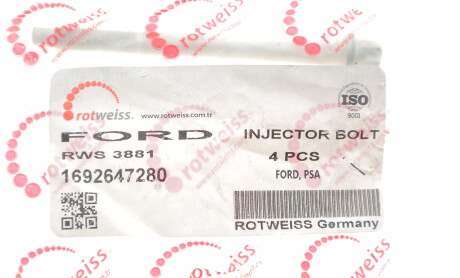 rotweiss
www.rotweiss.com.tr
ISO
9001
FORD
INJECTOR BOLT
RWS 3881
4 PCS
1692647280
FORD, PSA
ROTWEISS Germany